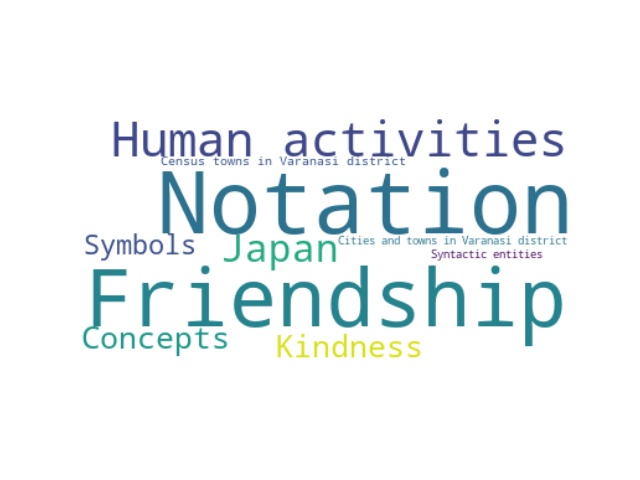 Human activities
Census towns in Varanasi district
Notation
Symbols
Japan
Cities and towns in Varanasi district
Syntactic entities
Friendship
Concepts
Kindness